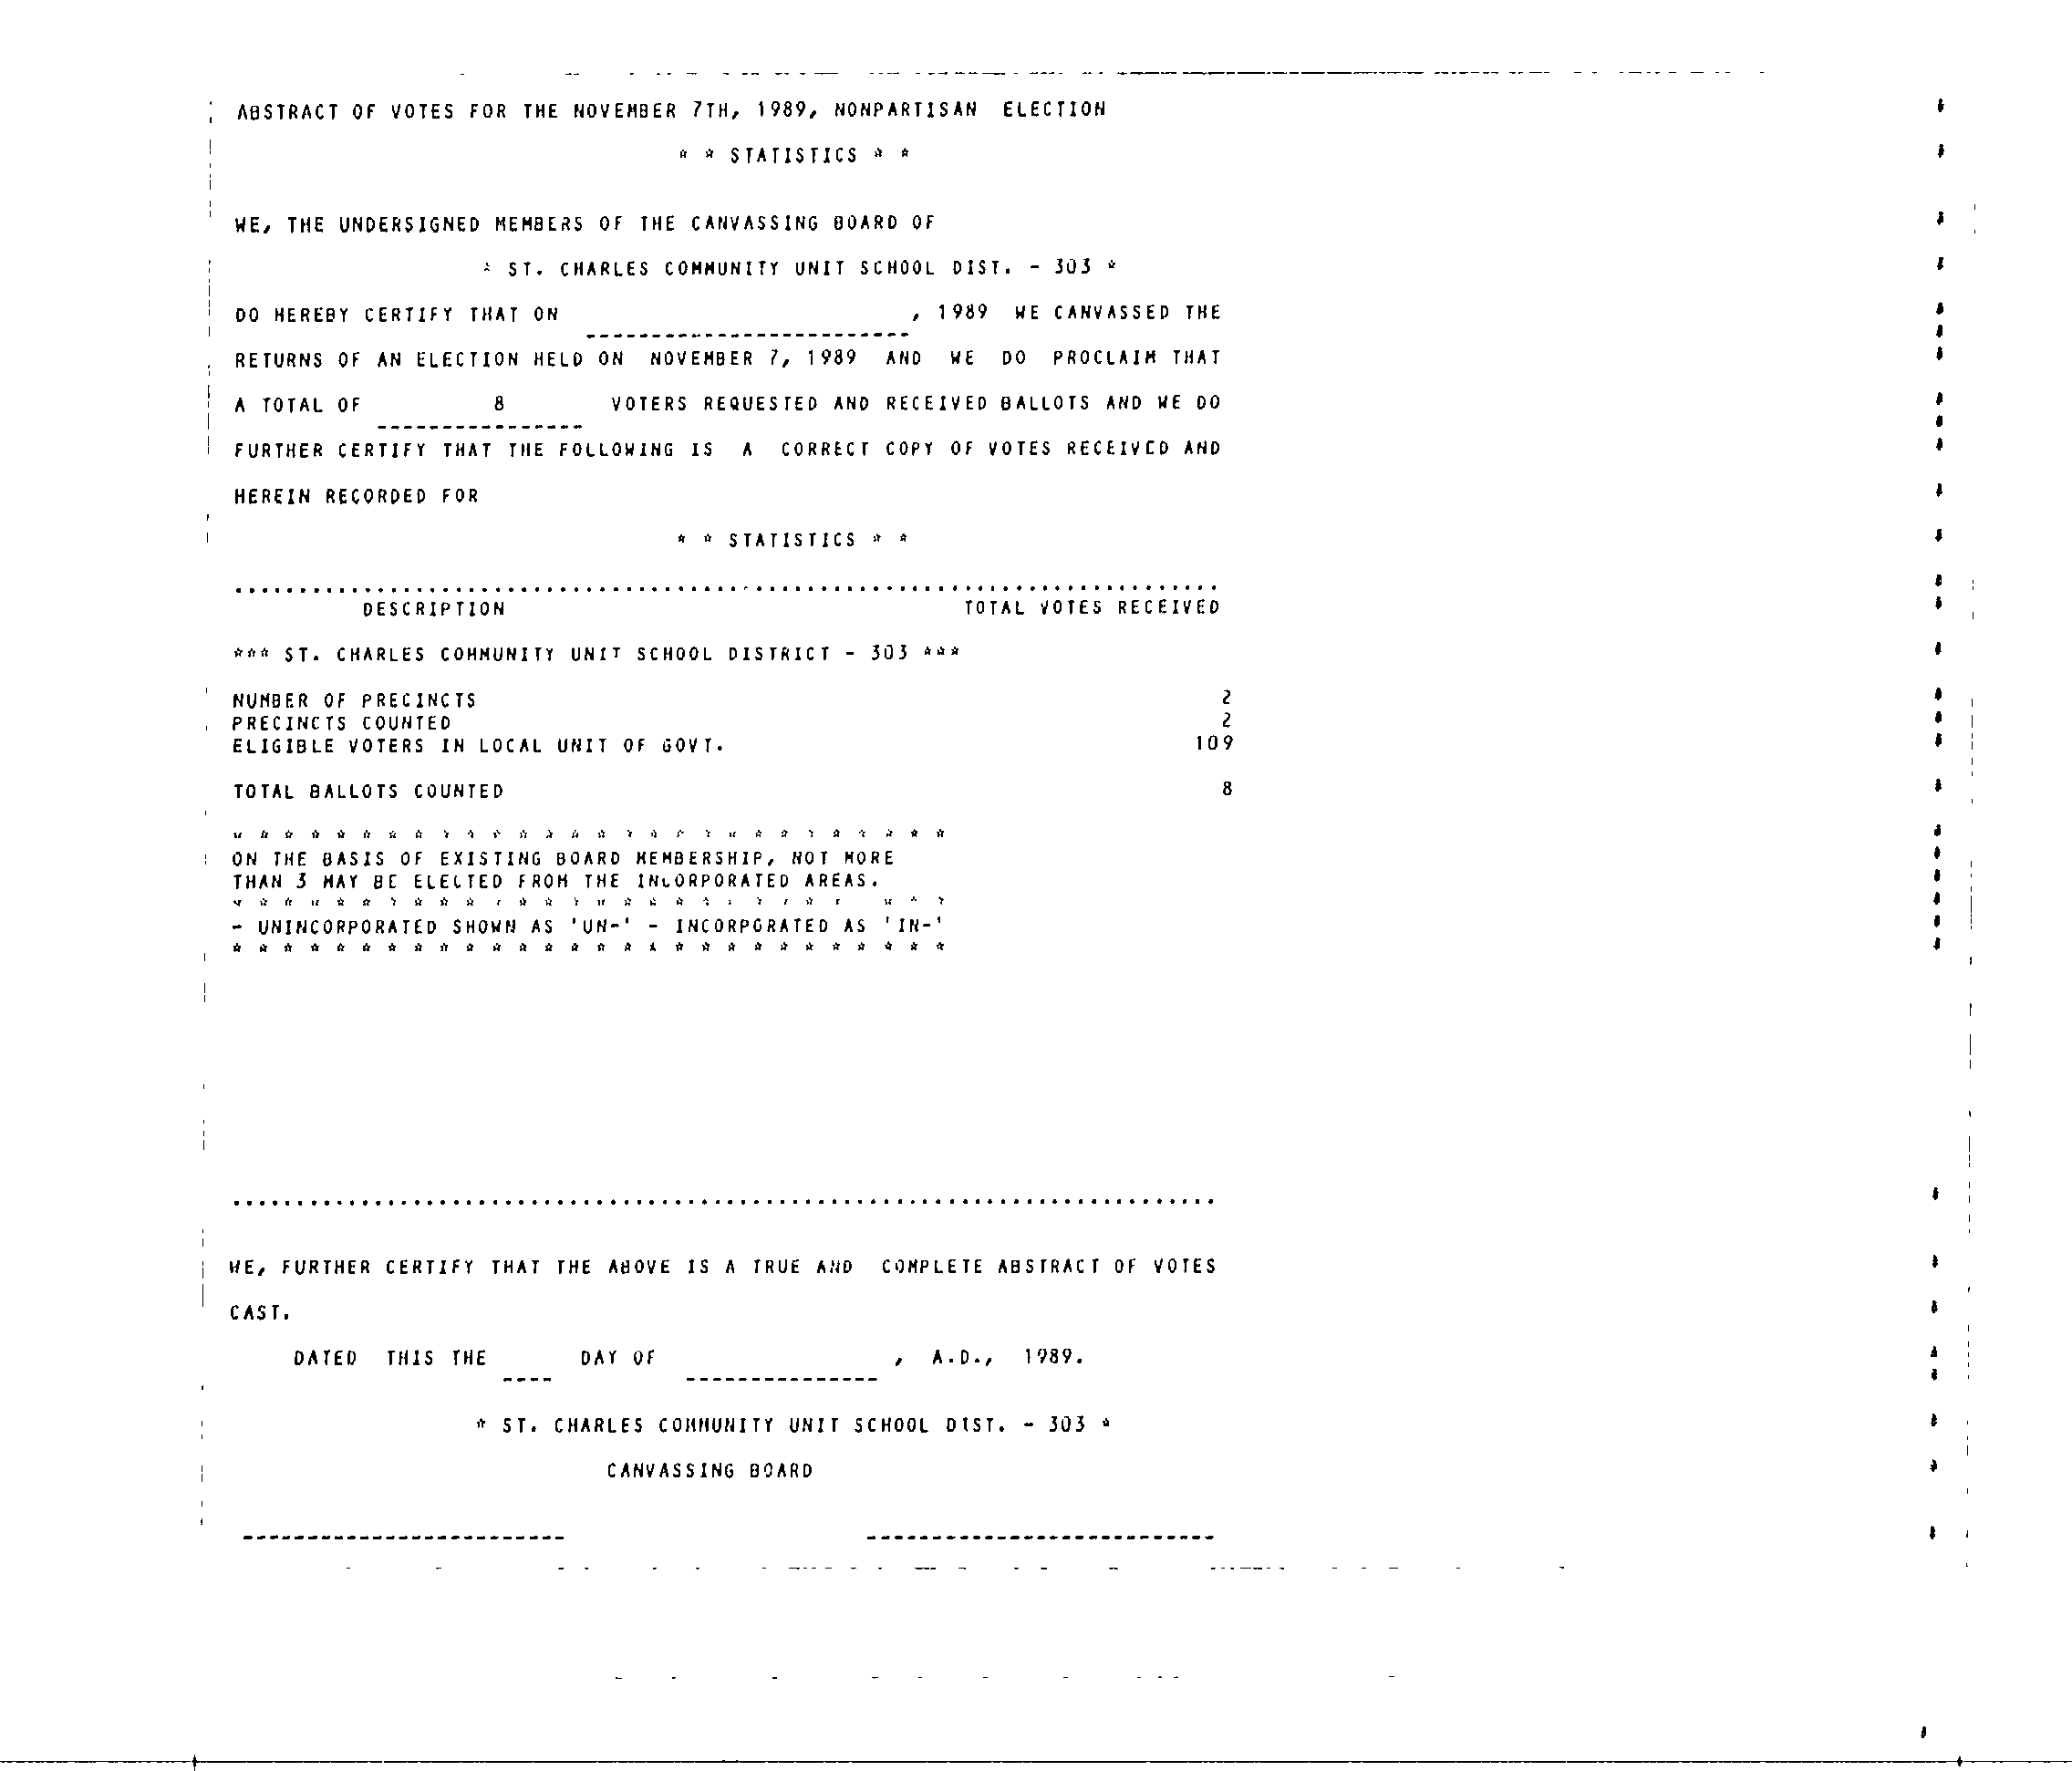 ABSTRACT OF VOTES FOR THE NOVEMBER 7TH, 1989, NONPARTISAN ELECTION
* * STATISTICS * *
WE, THE UNDERSIGNED MEMBERS OF THE CANVASSING BOARD OF
* ST. CHARLES COMMUNITY UNIT SCHOOL DIST. - 303 *
DO HEREBY CERTIFY THAT ON _________________________, 1989 WE CANVASSED THE
RETURNS OF AN ELECTION HELD ON NOVEMBER 7, 1989 AND WE DO PROCLAIM THAT
A TOTAL OF 8 VOTERS REQUESTED AND RECEIVED BALLOTS AND WE DO
FURTHER CERTIFY THAT THE FOLLOWING IS A CORRECT COPY OF VOTES RECEIVED AND
HEREIN RECORDED FOR
* * STATISTICS * *
DESCRIPTION TOTAL VOTES RECEIVED
*** ST. CHARLES COMMUNITY UNIT SCHOOL DISTRICT - 303 ***
NUMBER OF PRECINCTS 2
PRECINCTS COUNTED 2
ELIGIBLE VOTERS IN LOCAL UNIT OF GOVT. 109
TOTAL BALLOTS COUNTED 8
* * * * * * * * * * * * * * * * * * * * * * * * * * * *
ON THE BASIS OF EXISTING BOARD MEMBERSHIP, NOT MORE
THAN 3 MAY BE ELECTED FROM THE INCORPORATED AREAS.
* * * * * * * * * * * * * * * * * * * * * * * * * * * *
- UNINCORPORATED SHOWN AS 'UN-' - INCORPORATED AS 'IN-'
* * * * * * * * * * * * * * * * * * * * * * * * * * * *
WE, FURTHER CERTIFY THAT THE ABOVE IS A TRUE AND COMPLETE ABSTRACT OF VOTES
CAST.
DATED THIS THE ____ DAY OF _______________, A.D., 1989.
* ST. CHARLES COMMUNITY UNIT SCHOOL DIST. - 303 *
CANVASSING BOARD